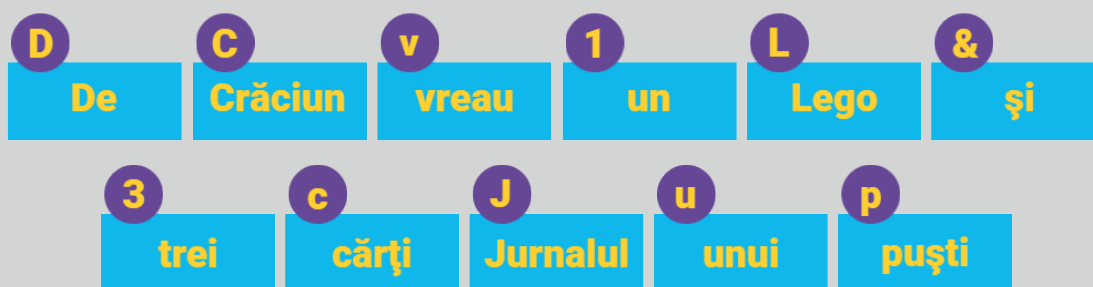 D C v 1 L &
De Crăciun vreau un Lego şi
3 c J u p
trei cărţi Jurnalul unui puşti